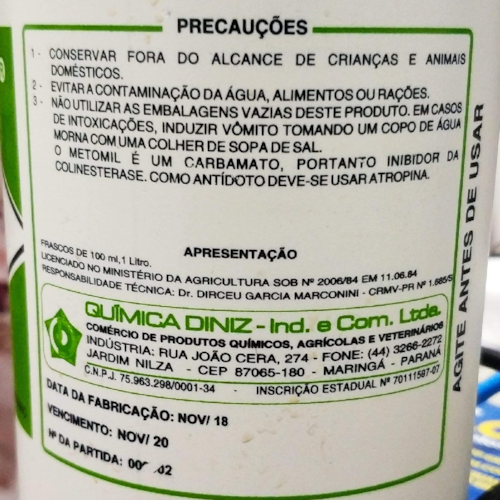 PRECAUÇÕES
1 - CONSERVAR FORA DO ALCANCE DE CRIANÇAS E ANIMAIS
DOMÉSTICOS.
2 - EVITAR A CONTAMINAÇÃO DA ÁGUA, ALIMENTOS OU RAÇÕES.
3 - NÃO UTILIZAR AS EMBALAGENS VAZIAS DESTE PRODUTO. EM CASOS
DE INTOXICAÇÕES, INDUZIR VÔMITO TOMANDO UM COPO DE ÁGUA
MORNA COM UMA COLHER DE SOPA DE SAL.
O METOMIL É UM CARBAMATO, PORTANTO INIBIDOR DA
COLINESTERASE. COMO ANTÍDOTO DEVE-SE USAR ATROPINA.
APRESENTAÇÃO
FRASCOS DE 100 ml, 1 Litro.
LICENCIADO NO MINISTÉRIO DA AGRICULTURA SOB Nº 2006/84 EM 11.06.84
RESPONSABILIDADE TÉCNICA: Dr. DIRCEU GARCIA MARCONINI - CRMV-PR Nº 1.685/S
QUÍMICA DINIZ - Ind. e Com. Ltda.
COMÉRCIO DE PRODUTOS QUÍMICOS, AGRÍCOLAS E VETERINÁRIOS
INDÚSTRIA: RUA JOÃO CERA, 274 - FONE: (44) 3266-2272
JARDIM NILZA - CEP 87065-180 - MARINGÁ - PARANÁ
C.N.P.J. 75.963.298/0001-34 - INSCRIÇÃO ESTADUAL Nº 70111597-07
DATA DA FABRICAÇÃO: NOV/ 18
VENCIMENTO: NOV/ 20
Nº DA PARTIDA:
AGITE ANTES DE USAR